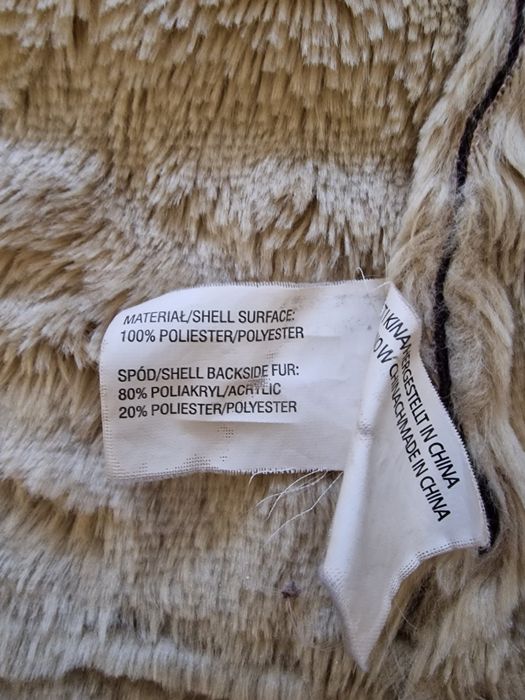 MATERIAŁ/SHELL SURFACE:
100% POLIESTER/POLYESTER
SPÓD/SHELL BACKSIDE FUR:
80% POLIAKRYL/ACRYLIC
20% POLIESTER/POLYESTER
HERGESTELLT IN CHINA
CHINACH MADE IN CHINA